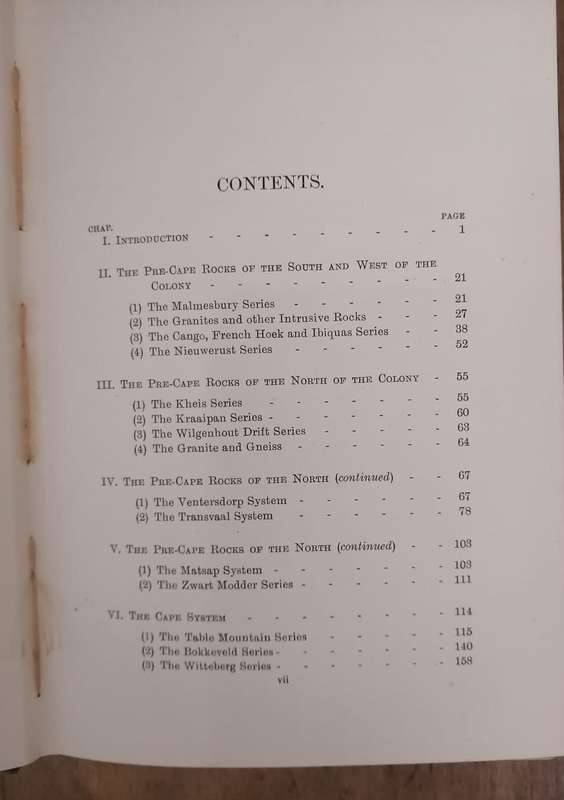 CONTENTS.
CHAP. PAGE
I. INTRODUCTION - - - - - - - - - 1
II. THE PRE-CAPE ROCKS OF THE SOUTH AND WEST OF THE
COLONY - - - - - - - - - 21
(1) The Malmesbury Series - - - - - - 21
(2) The Granites and other Intrusive Rocks - - - 27
(3) The Cango, French Hoek and Ibiquas Series - - 38
(4) The Nieuwerust Series - - - - - - 52
III. THE PRE-CAPE ROCKS OF THE NORTH OF THE COLONY - 55
(1) The Kheis Series - - - - - - - 55
(2) The Kraaipan Series - - - - - - - 60
(3) The Wilgenhout Drift Series - - - - - 63
(4) The Granite and Gneiss - - - - - - 64
IV. THE PRE-CAPE ROCKS OF THE NORTH (continued) - - 67
(1) The Ventersdorp System - - - - - - 67
(2) The Transvaal System - - - - - - 78
V. THE PRE-CAPE ROCKS OF THE NORTH (continued) - - 103
(1) The Matsap System - - - - - - - 103
(2) The Zwart Modder Series - - - - - - 111
VI. THE CAPE SYSTEM - - - - - - - - 114
(1) The Table Mountain Series - - - - - 115
(2) The Bokkeveld Series - - - - - - - 140
(3) The Witteberg Series - - - - - - - 158
vii